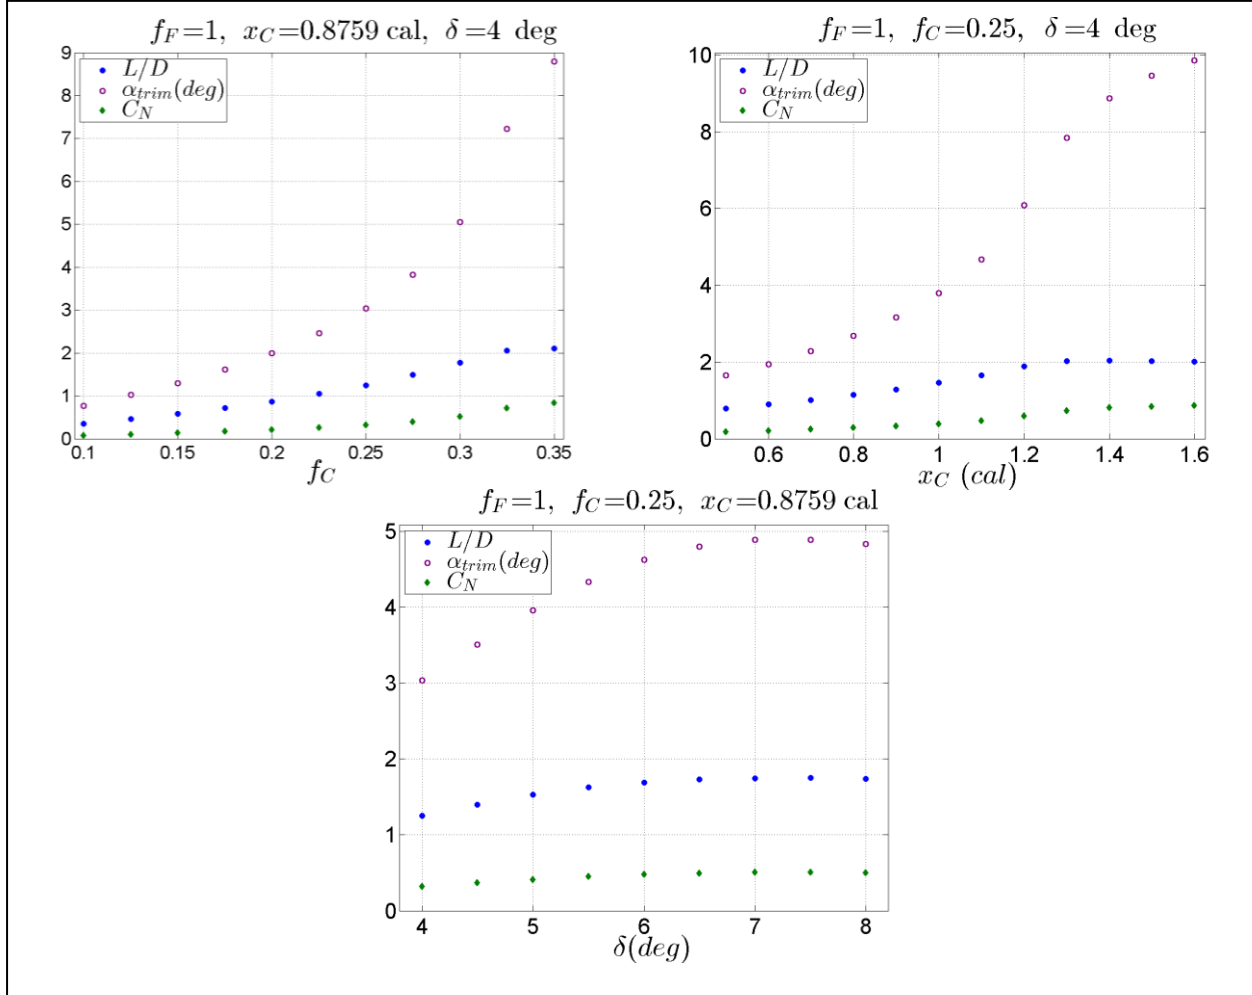 f_F=1, x_C=0.8759 cal, δ=4 deg
9
8
7
6
5
4
3
2
1
0
L/D
α_trim(deg)
C_N
0.1 0.15 0.2 0.25 0.3 0.35
f_C
f_F=1, f_C=0.25, δ=4 deg
10
8
6
4
2
0
L/D
α_trim(deg)
C_N
0.6 0.8 1 1.2 1.4 1.6
x_C (cal)
f_F=1, f_C=0.25, x_C=0.8759 cal
5
4
3
2
1
0
L/D
α_trim(deg)
C_N
4 5 6 7 8
δ(deg)